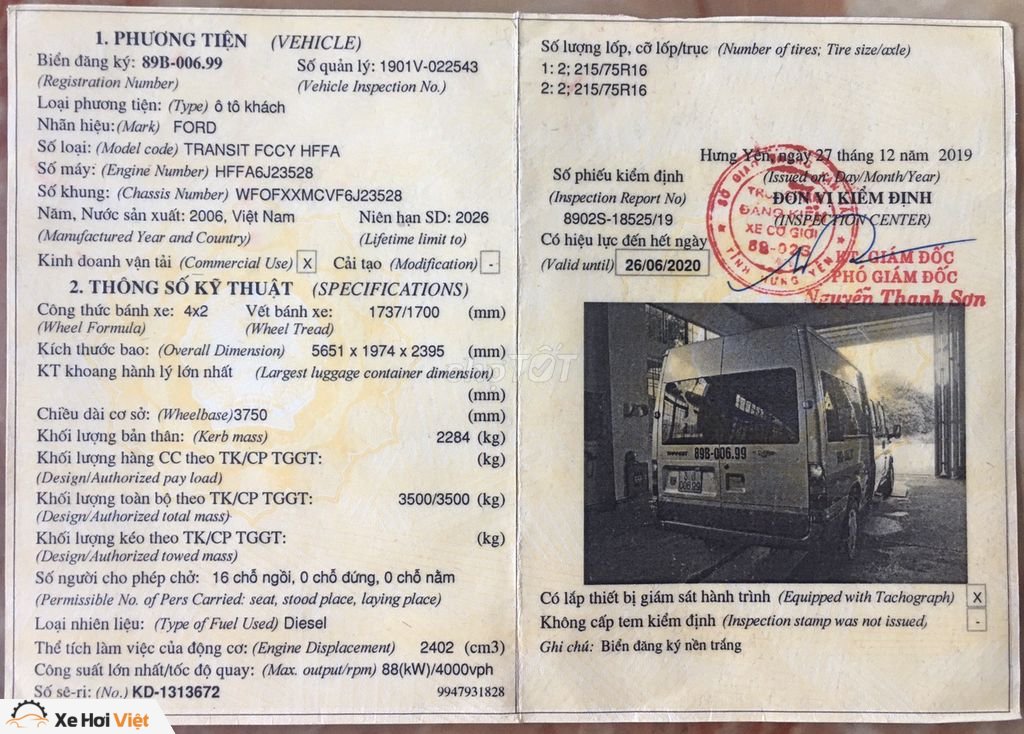 1. PHƯƠNG TIỆN (VEHICLE)
Biển đăng ký: 89B-006.99 Số quản lý: 1901V-022543
(Registration Number) (Vehicle Inspection No.)
Loại phương tiện: (Type) ô tô khách
Nhãn hiệu: (Mark) FORD
Số loại: (Model code) TRANSIT FCCY HFFA
Số máy: (Engine Number) HFFA6J23528
Số khung: (Chassis Number) WFOFXXMCVF6J23528
Năm, Nước sản xuất: 2006, Việt Nam Niên hạn SD: 2026
(Manufactured Year and Country) (Lifetime limit to)
Kinh doanh vận tải (Commercial Use) X Cải tạo (Modification) -
2. THÔNG SỐ KỸ THUẬT (SPECIFICATIONS)
Công thức bánh xe: 4x2 Vết bánh xe: 1737/1700 (mm)
(Wheel Formula) (Wheel Tread)
Kích thước bao: (Overall Dimension) 5651 x 1974 x 2395 (mm)
KT khoang hành lý lớn nhất (Largest luggage container dimension)
(mm)
Chiều dài cơ sở: (Wheelbase)3750 (mm)
Khối lượng bản thân: (Kerb mass) 2284 (kg)
Khối lượng hàng CC theo TK/CP TGGT: (kg)
(Design/Authorized pay load)
Khối lượng toàn bộ theo TK/CP TGGT: 3500/3500 (kg)
(Design/Authorized total mass)
Khối lượng kéo theo TK/CP TGGT: (kg)
(Design/Authorized towed mass)
Số người cho phép chở: 16 chỗ ngồi, 0 chỗ đứng, 0 chỗ nằm
(Permissible No. of Pers Carried: seat, stood place, laying place)
Loại nhiên liệu: (Type of Fuel Used) Diesel
Thể tích làm việc của động cơ: (Engine Displacement) 2402 (cm3)
Công suất lớn nhất/tốc độ quay: (Max. output/rpm) 88(kW)/4000vph
Số sê-ri: (No.) KD-1313672 9947931828
Số lượng lốp, cỡ lốp/trục (Number of tires; Tire size/axle)
1: 2; 215/75R16
2: 2; 215/75R16
Hưng Yên, ngày 27 tháng 12 năm 2019
(Issued on: Day/Month/Year)
Số phiếu kiểm định ĐƠN VỊ KIỂM ĐỊNH
(Inspection Report No) (INSPECTION CENTER)
8902S-18525/19
Có hiệu lực đến hết ngày
(Valid until) 26/06/2020
ĐĂNG KIỂM
XE CƠ GIỚI
89-02S
TỈNH HƯNG YÊN
KT. GIÁM ĐỐC
PHÓ GIÁM ĐỐC
Nguyễn Thanh Sơn
chợTỐT
89B-006.99
Có lắp thiết bị giám sát hành trình (Equipped with Tachograph) X
Không cấp tem kiểm định (Inspection stamp was not issued) -
Ghi chú: Biển đăng ký nền trắng
Xe Hơi Việt